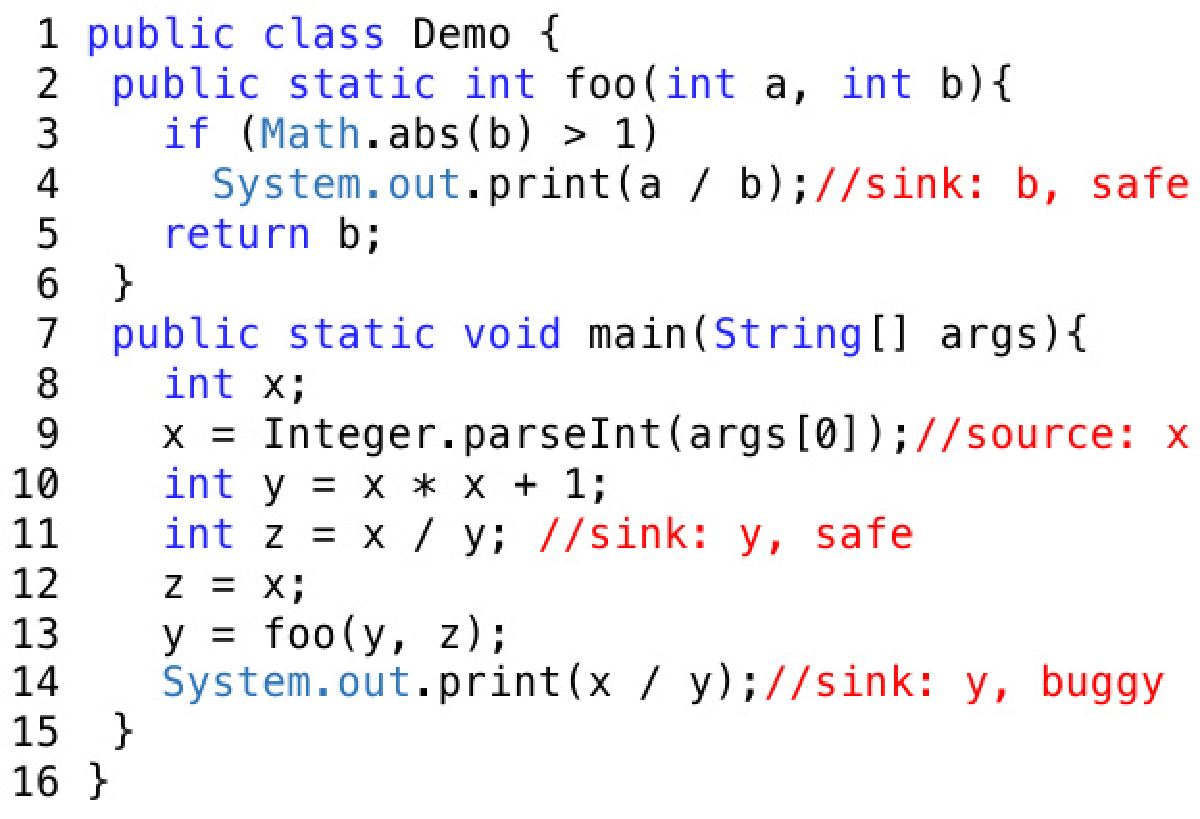 1 public class Demo {
2 public static int foo(int a, int b){
3 if (Math.abs(b) > 1)
4 System.out.print(a / b);//sink: b, safe
5 return b;
6 }
7 public static void main(String[] args){
8 int x;
9 x = Integer.parseInt(args[0]);//source: x
10 int y = x * x + 1;
11 int z = x / y; //sink: y, safe
12 z = x;
13 y = foo(y, z);
14 System.out.print(x / y);//sink: y, buggy
15 }
16 }